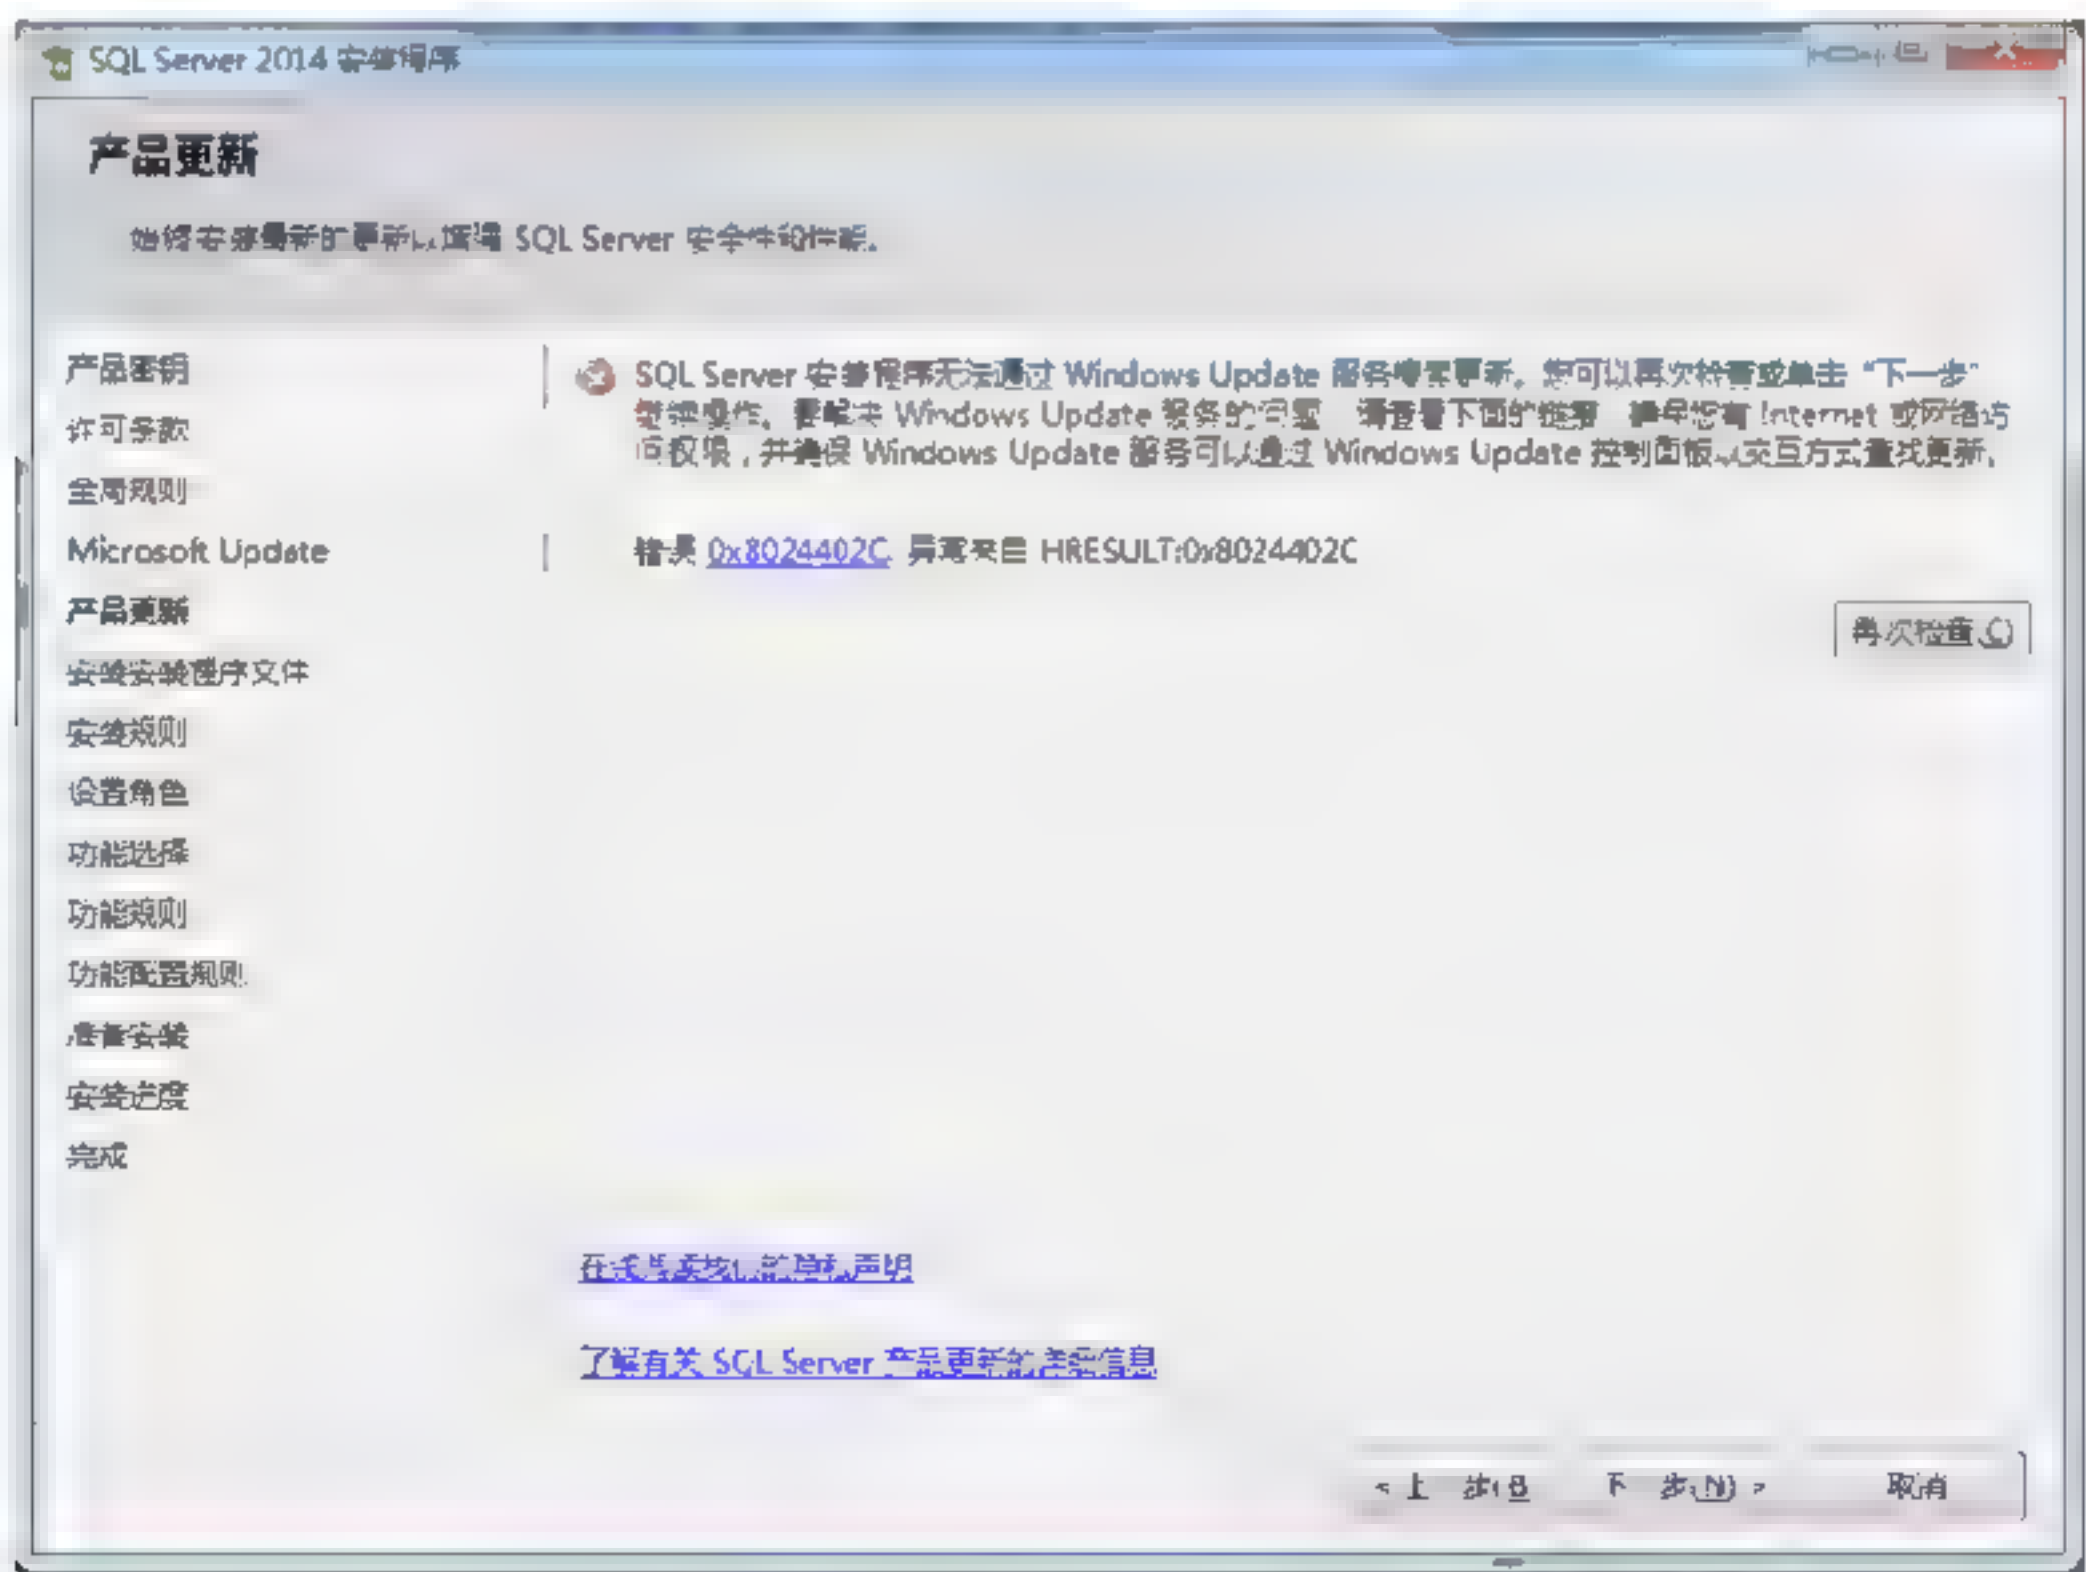 SQL Server 2014 安装程序
产品更新
始终安装最新的更新以增强 SQL Server 安全性和性能。
产品密钥
许可条款
全局规则
Microsoft Update
产品更新
安装安装程序文件
安装规则
设置角色
功能选择
功能规则
功能配置规则
准备安装
安装进度
完成
SQL Server 安装程序无法通过 Windows Update 服务搜索更新。您可以再次检查或单击“下一步”
继续操作。要解决 Windows Update 服务的问题，请查看下面的链接，确保您有 Internet 或网络访
问权限，并确保 Windows Update 服务可以通过 Windows Update 控制面板以交互方式查找更新。
错误 0x8024402C. 异常来自 HRESULT:0x8024402C
再次检查(C)
在线阅读我们的隐私声明
了解有关 SQL Server 产品更新的详细信息
< 上一步(B)
下一步(N) >
取消